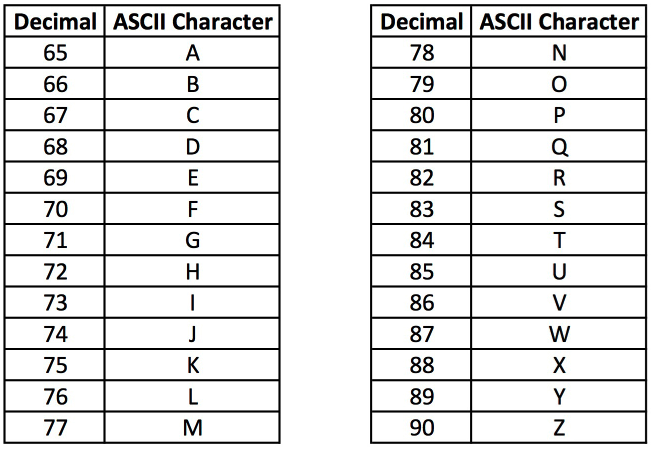 Decimal ASCII Character
65 A
66 B
67 C
68 D
69 E
70 F
71 G
72 H
73 I
74 J
75 K
76 L
77 M
Decimal ASCII Character
78 N
79 O
80 P
81 Q
82 R
83 S
84 T
85 U
86 V
87 W
88 X
89 Y
90 Z